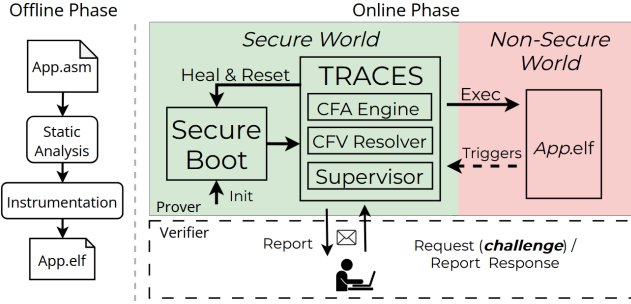 Offline Phase
Online Phase
App.asm
Static
Analysis
Instrumentation
App.elf
Secure World
Non-Secure
World
Heal & Reset
TRACES
CFA Engine
CFV Resolver
Supervisor
Secure
Boot
Init
Prover
Exec
Triggers
App.elf
Verifier
Report
Request (challenge) /
Report Response